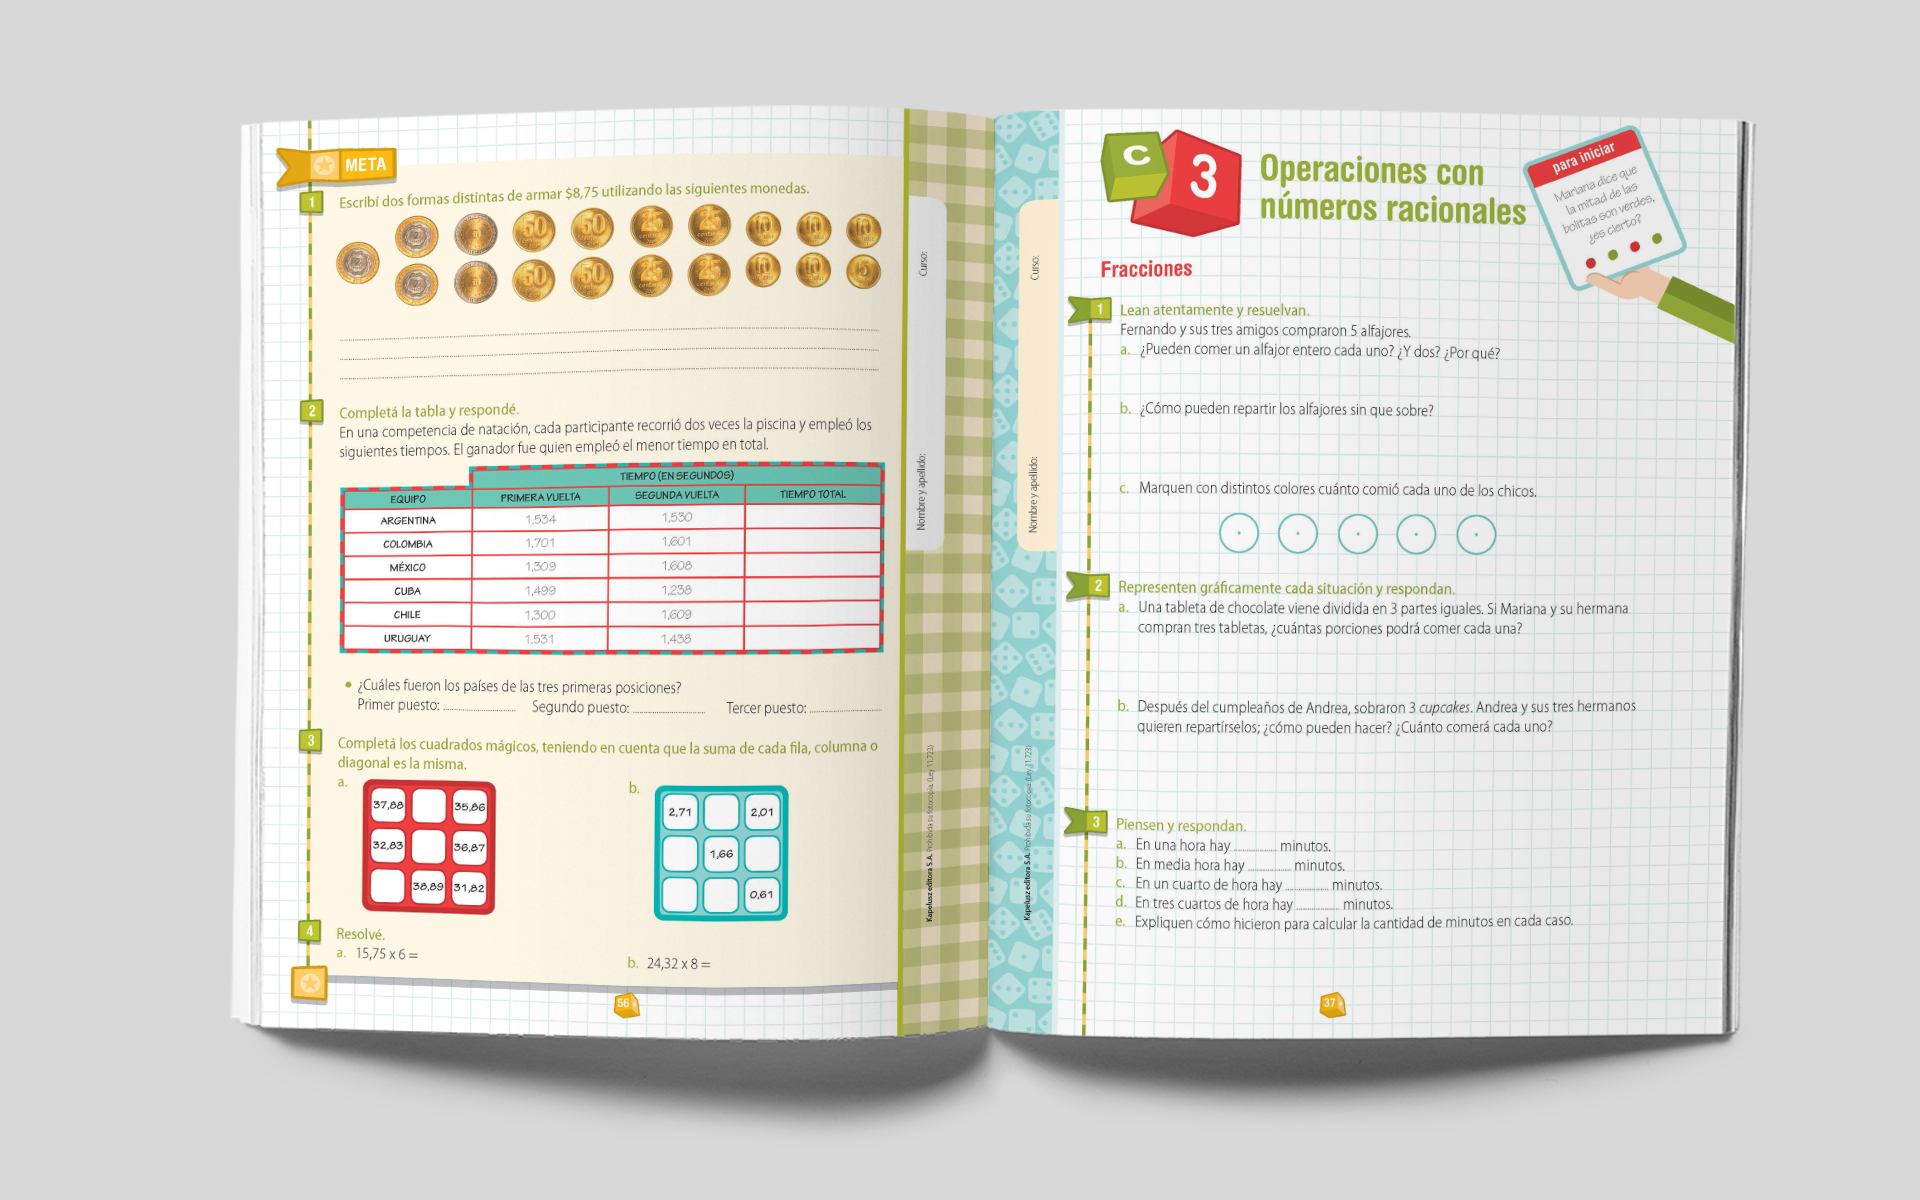 META
1
Escribí dos formas distintas de armar $8,75 utilizando las siguientes monedas.
50 50 25 25 10 10 10
50 50 25 25 10 10 5
2
Completá la tabla y respondé.
En una competencia de natación, cada participante recorrió dos veces la piscina y empleó los
siguientes tiempos. El ganador fue quien empleó el menor tiempo en total.
TIEMPO (EN SEGUNDOS)
EQUIPO PRIMERA VUELTA SEGUNDA VUELTA TIEMPO TOTAL
ARGENTINA 1,534 1,530
COLOMBIA 1,701 1,601
MÉXICO 1,309 1,608
CUBA 1,499 1,238
CHILE 1,300 1,609
URUGUAY 1,531 1,438
• ¿Cuáles fueron los países de las tres primeras posiciones?
Primer puesto: Segundo puesto: Tercer puesto:
3
Completá los cuadrados mágicos, teniendo en cuenta que la suma de cada fila, columna o
diagonal es la misma.
a.
37,88 35,86
32,83 36,87
38,89 31,82
b.
2,71 2,01
1,66
0,61
4
Resolvé.
a. 15,75 x 6 =
b. 24,32 x 8 =
56
Curso:
Nombre y apellido:
Kapelusz editora S.A. Prohibida su fotocopia. (Ley 11.723)
Curso:
Nombre y apellido:
Kapelusz editora S.A. Prohibida su fotocopia. (Ley 11.723)
C
3
Operaciones con
números racionales
para iniciar
Mariana dice que
la mitad de las
bolitas son verdes,
¿es cierto?
Fracciones
1
Lean atentamente y resuelvan.
Fernando y sus tres amigos compraron 5 alfajores.
a. ¿Pueden comer un alfajor entero cada uno? ¿Y dos? ¿Por qué?
b. ¿Cómo pueden repartir los alfajores sin que sobre?
c. Marquen con distintos colores cuánto comió cada uno de los chicos.
2
Representen gráficamente cada situación y respondan.
a. Una tableta de chocolate viene dividida en 3 partes iguales. Si Mariana y su hermana
compran tres tabletas, ¿cuántas porciones podrá comer cada una?
b. Después del cumpleaños de Andrea, sobraron 3 cupcakes. Andrea y sus tres hermanos
quieren repartírselos; ¿cómo pueden hacer? ¿Cuánto comerá cada uno?
3
Piensen y respondan.
a. En una hora hay minutos.
b. En media hora hay minutos.
c. En un cuarto de hora hay minutos.
d. En tres cuartos de hora hay minutos.
e. Expliquen cómo hicieron para calcular la cantidad de minutos en cada caso.
37